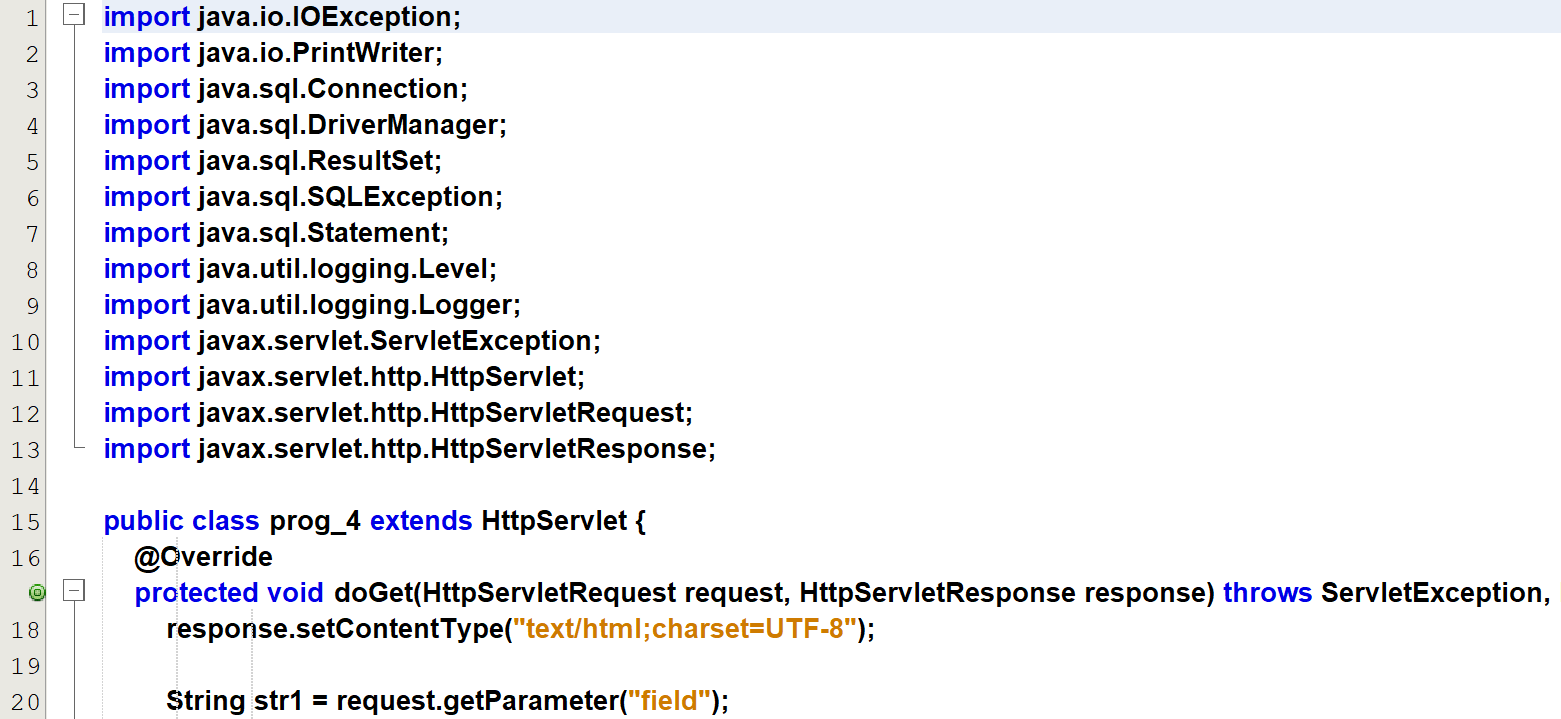 1 import java.io.IOException;
2 import java.io.PrintWriter;
3 import java.sql.Connection;
4 import java.sql.DriverManager;
5 import java.sql.ResultSet;
6 import java.sql.SQLException;
7 import java.sql.Statement;
8 import java.util.logging.Level;
9 import java.util.logging.Logger;
10 import javax.servlet.ServletException;
11 import javax.servlet.http.HttpServlet;
12 import javax.servlet.http.HttpServletRequest;
13 import javax.servlet.http.HttpServletResponse;
14
15 public class prog_4 extends HttpServlet {
16 @Override
protected void doGet(HttpServletRequest request, HttpServletResponse response) throws ServletException,
18 response.setContentType("text/html;charset=UTF-8");
19
20 String str1 = request.getParameter("field");